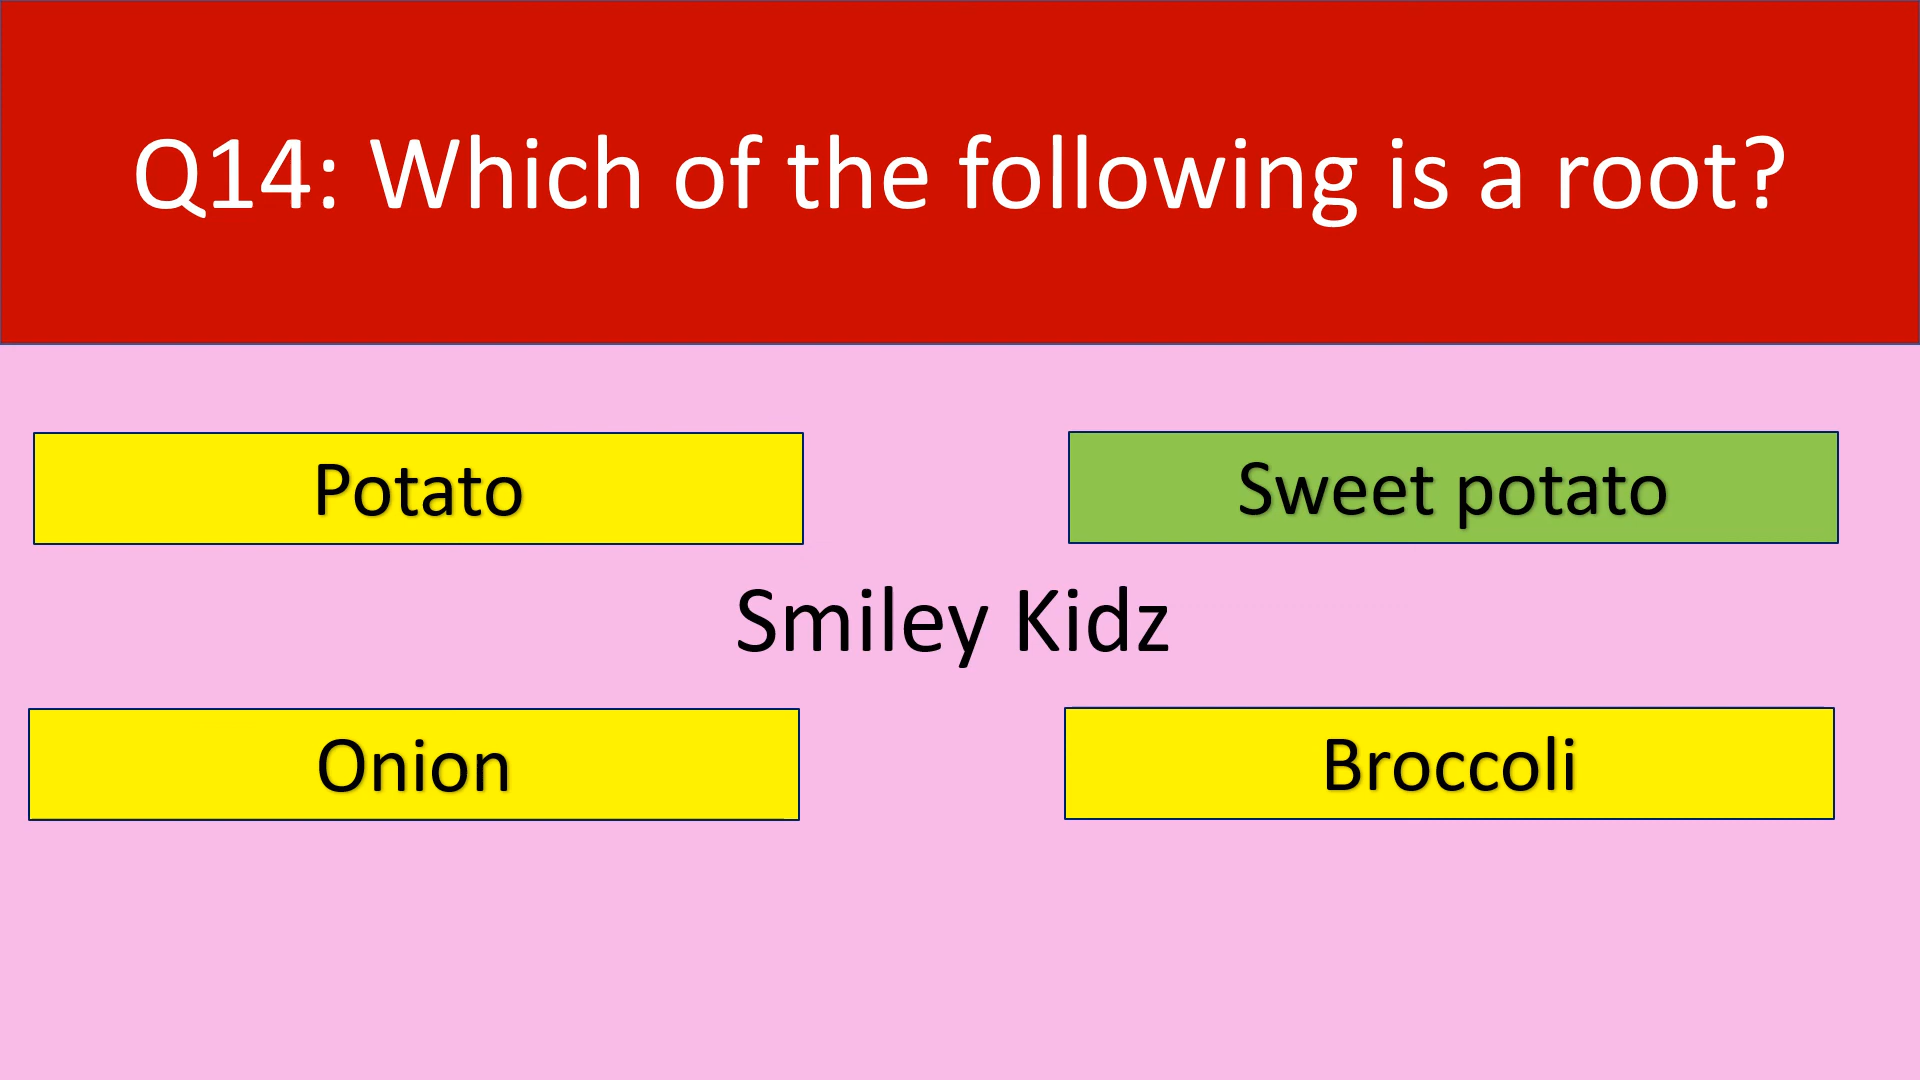 Q14: Which of the following is a root?
Potato
Sweet potato
Smiley Kidz
Onion
Broccoli